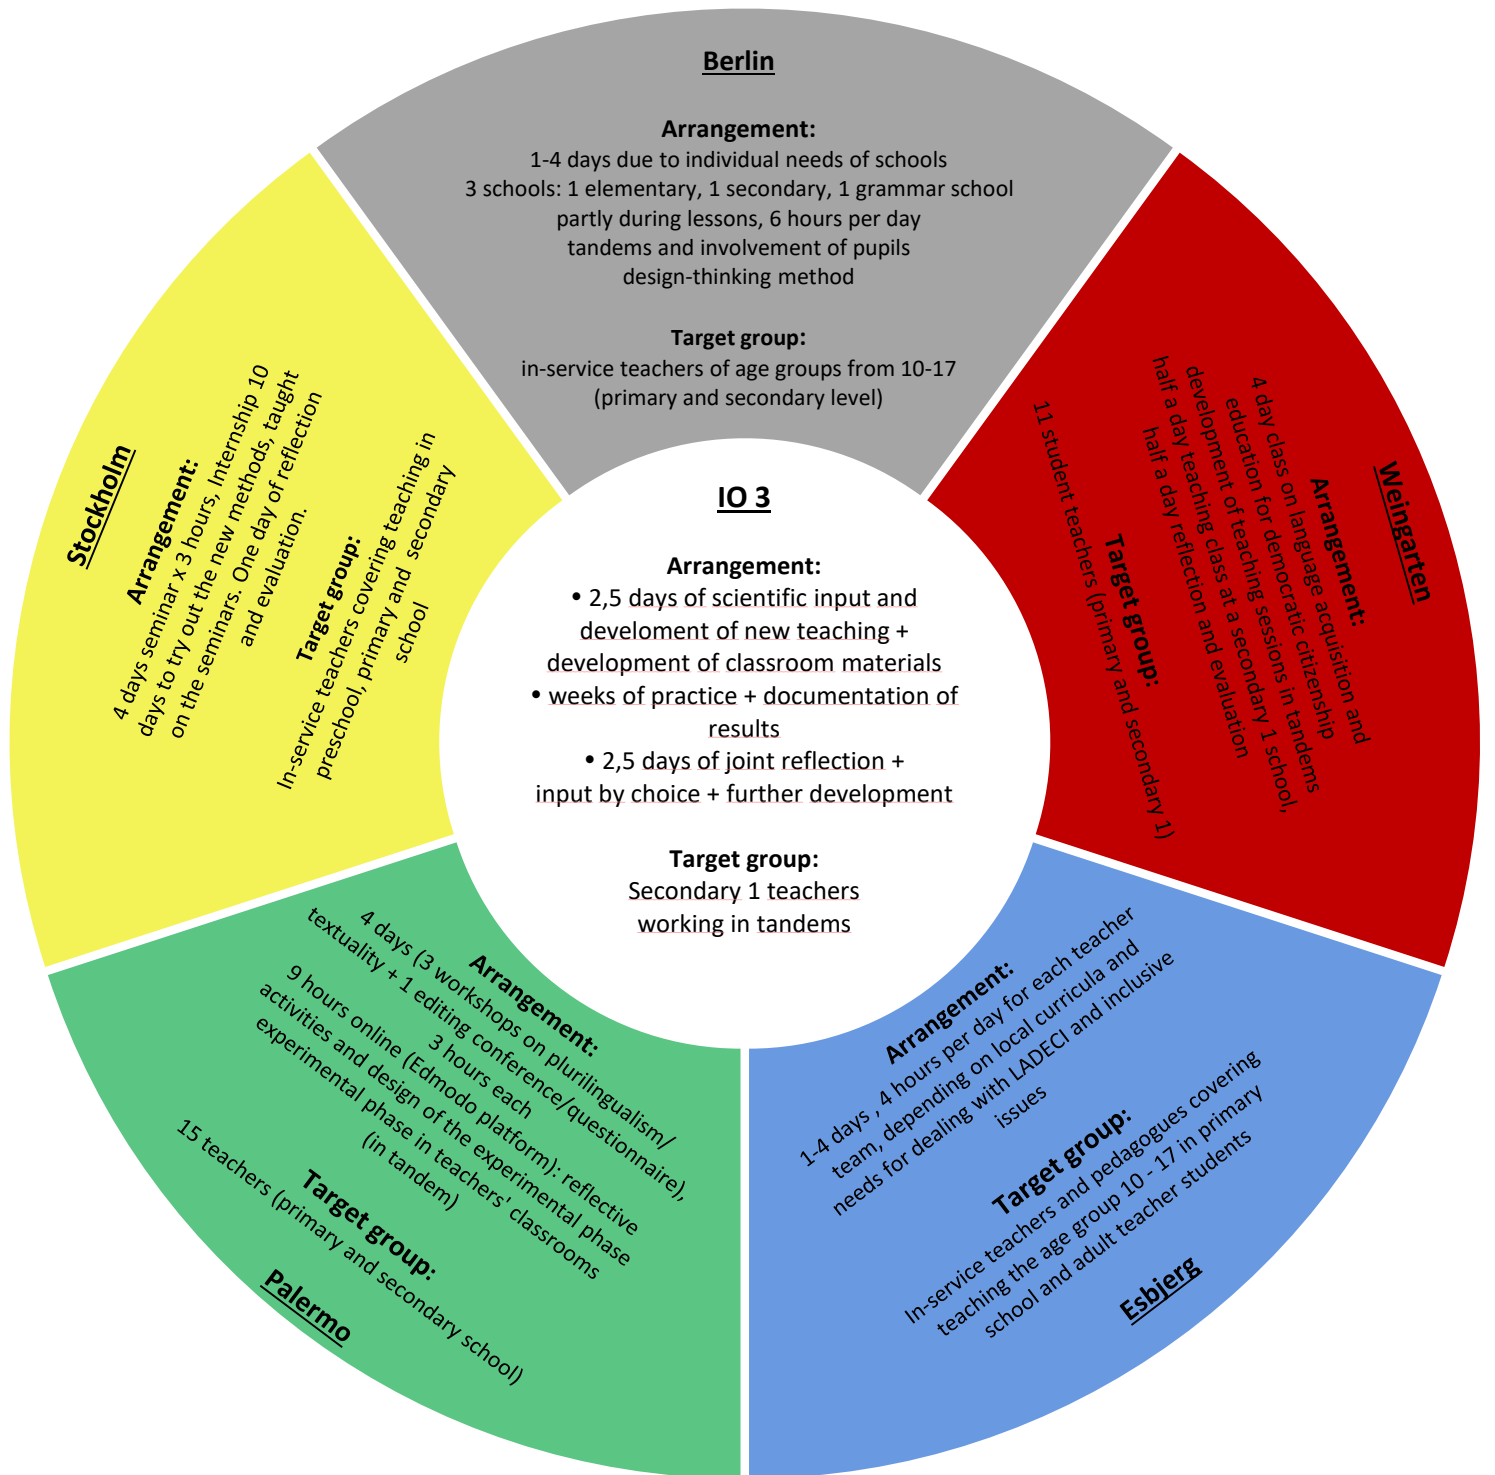 Berlin
Arrangement:
1-4 days due to individual needs of schools
3 schools: 1 elementary, 1 secondary, 1 grammar school
partly during lessons, 6 hours per day
tandems and involvement of pupils
design-thinking method
Target group:
in-service teachers of age groups from 10-17
(primary and secondary level)
Weingarten
Arrangement:
4 day class on language acquisition and
education for democratic citizenship
development of teaching sessions in tandems
half a day teaching class at a secondary 1 school,
half a day reflection and evaluation
Target group:
11 student teachers (primary and secondary 1)
Arrangement:
1-4 days , 4 hours per day for each teacher
team, depending on local curricula and
needs for dealing with LADECI and inclusive
issues
Target group:
In-service teachers and pedagogues covering
teaching the age group 10 - 17 in primary
school and adult teacher students
Esbjerg
Arrangement:
4 days (3 workshops on plurilingualism/
textuality + 1 editing conference/questionnaire),
3 hours each
9 hours online (Edmodo platform): reflective
activities and design of the experimental phase
experimental phase in teachers' classrooms
(in tandem)
Target group:
15 teachers (primary and secondary school)
Palermo
Stockholm
Arrangement:
4 days seminar x 3 hours, Internship 10
days to try out the new methods, taught
on the seminars. One day of reflection
and evaluation.
Target group:
In-service teachers covering teaching in
preschool, primary and secondary
school
IO 3
Arrangement:
• 2,5 days of scientific input and
develoment of new teaching +
development of classroom materials
• weeks of practice + documentation of
results
• 2,5 days of joint reflection +
input by choice + further development
Target group:
Secondary 1 teachers
working in tandems